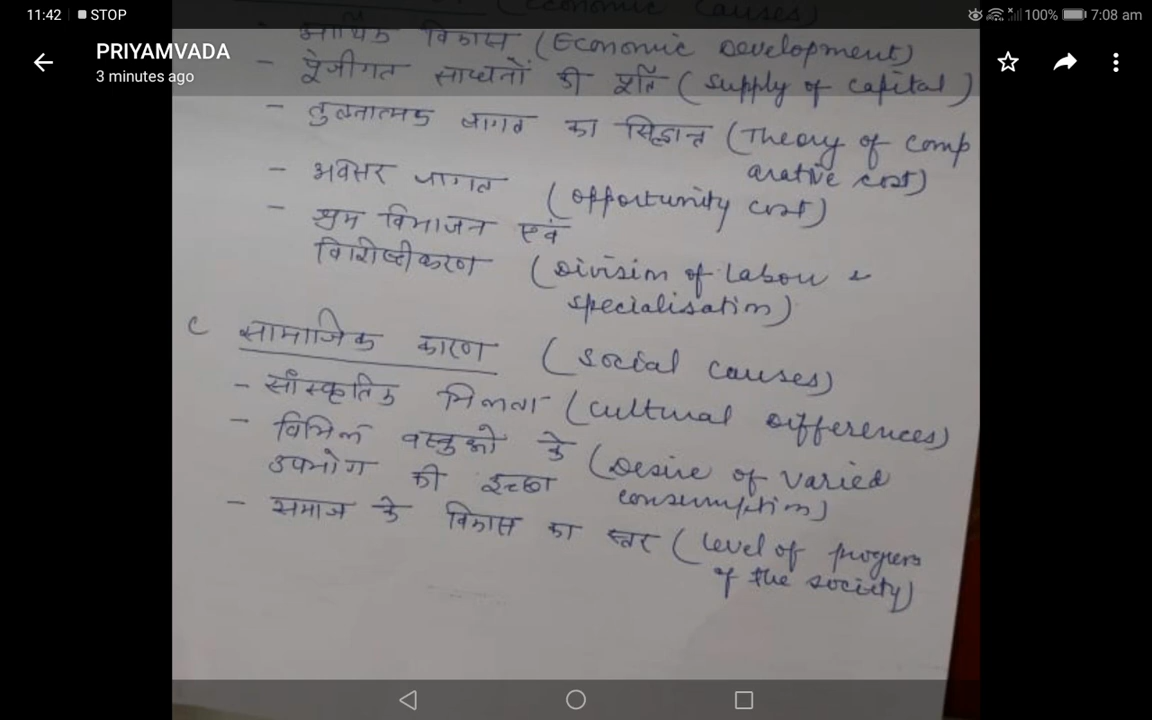 11:42 STOP 100% 7:08 am
PRIYAMVADA
3 minutes ago
(Economic Causes)
- आर्थिक विकास (Economic Development)
- पूंजीगत साधनों की पूर्ति (Supply of capital)
- तुलनात्मक लागत का सिद्धान्त (Theory of comp
arative cost)
- अवसर लागत (opportunity cost)
- श्रम विभाजन एवं
विशिष्टीकरण (Division of Labour &
specialisation)
C सामाजिक कारण (Social causes)
- सांस्कृतिक भिन्नता (cultural differences)
- विभिन्न वस्तुओं के (Desire of varied
उपभोग की इच्छा consumption)
- समाज के विकास का स्तर (level of progress
of the society)